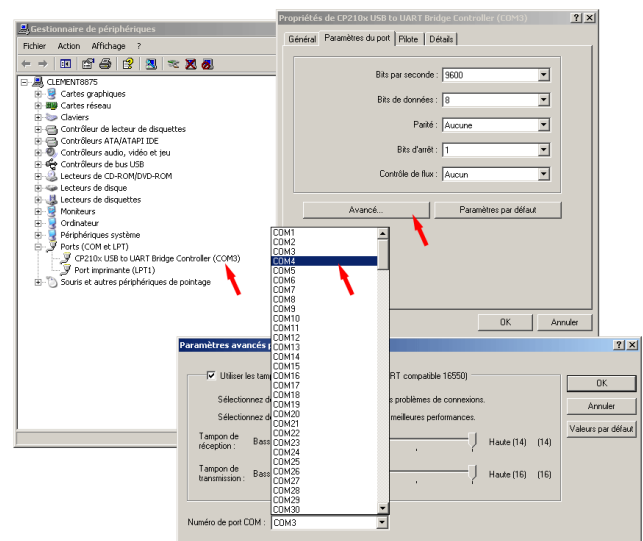 Gestionnaire de périphériques
Fichier Action Affichage ?
CLEMENT8875
Cartes graphiques
Cartes réseau
Claviers
Contrôleur de lecteur de disquettes
Contrôleurs ATA/ATAPI IDE
Contrôleurs audio, vidéo et jeu
Contrôleurs de bus USB
Lecteurs de CD-ROM/DVD-ROM
Lecteurs de disque
Lecteurs de disquettes
Moniteurs
Ordinateur
Périphériques système
Ports (COM et LPT)
CP210x USB to UART Bridge Controller (COM3)
Port imprimante (LPT1)
Souris et autres périphériques de pointage
Propriétés de CP210x USB to UART Bridge Controller (COM3)
Général Paramètres du port Pilote Détails
Bits par seconde : 9600
Bits de données : 8
Parité : Aucune
Bits d'arrêt : 1
Contrôle de flux : Aucun
Avancé... Paramètres par défaut
OK Annuler
COM1
COM2
COM3
COM4
COM5
COM6
COM7
COM8
COM9
COM10
COM11
COM12
COM13
COM14
COM15
COM16
COM17
COM18
COM19
COM20
COM21
COM22
COM23
COM24
COM25
COM26
COM27
COM28
COM29
COM30
Paramètres avancés p
Utiliser les tam RT compatible 16550)
Sélectionnez d s problèmes de connexions.
Sélectionnez d meilleures performances.
Tampon de
réception : Bass Haute (14) (14)
Tampon de
transmission : Bass Haute (16) (16)
Numéro de port COM : COM3
OK
Annuler
Valeurs par défaut